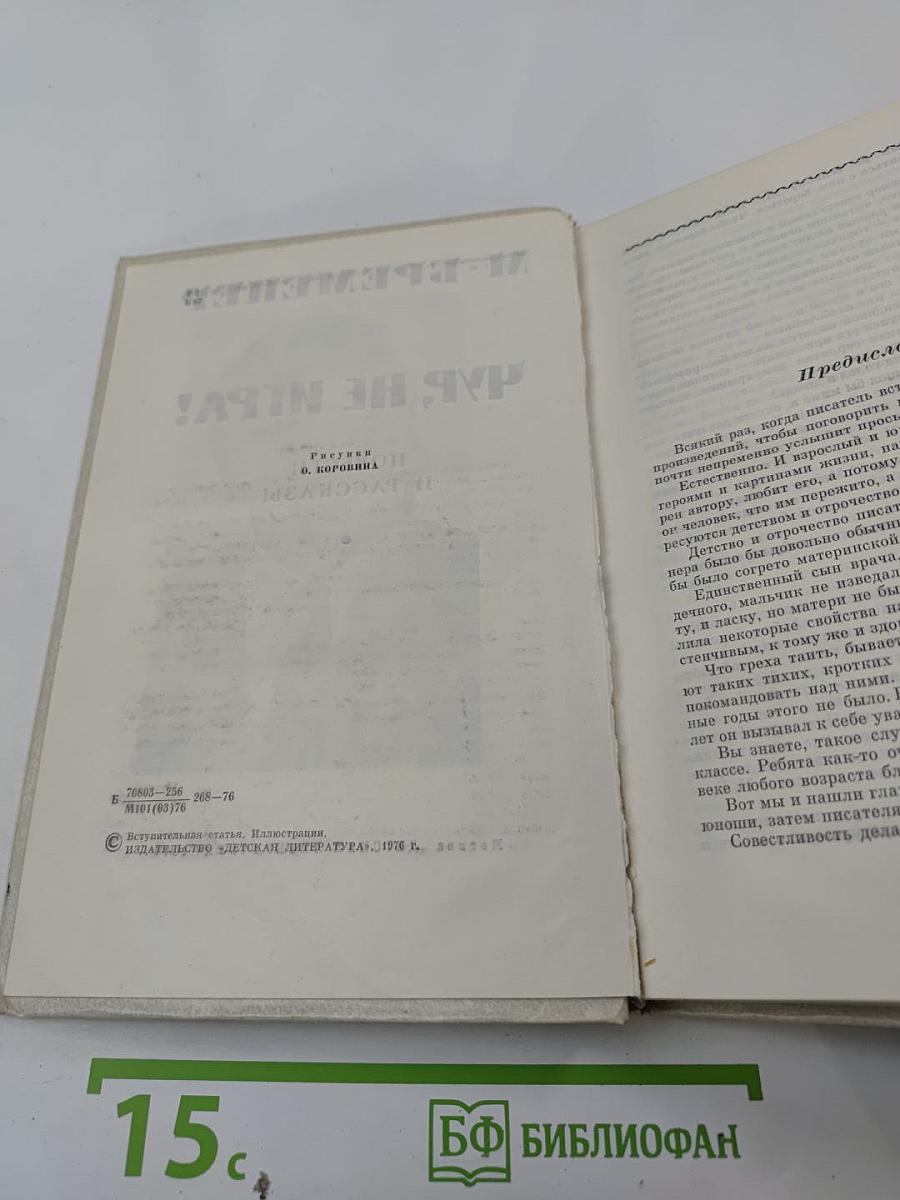 Рисунки
О. КОРОВИНА
Б 70803—256 268—76
М101(03)76
© Вступительная статья. Иллюстрации.
ИЗДАТЕЛЬСТВО «ДЕТСКАЯ ЛИТЕРАТУРА», 1976 г.
Предисло
Всякий раз, когда писатель вст
произведений, чтобы поговорить
почти непременно услышит прось
Естественно. И взрослый и ю
героями и картинами жизни, на
рен автору, любит его, а потому
он человек, что им пережито, а
ресуются детством и отрочество
Детство и отрочество писат
нера было бы довольно обычны
бы было согрето материнской
Единственный сын врача,
дечного, мальчик не изведал
ту, и ласку, но матери не бы
лила некоторые свойства на
стенчивым, к тому же и здо
Что греха таить, бывает
ют таких тихих, кротких
покомандовать над ними.
ные годы этого не было.
лет он вызывал к себе ува
Вы знаете, такое слу
классе. Ребята как-то оч
веке любого возраста бл
Вот мы и нашли глав
юноши, затем писателя
Совестливость дела
15 с
БФ БИБЛИОФАН